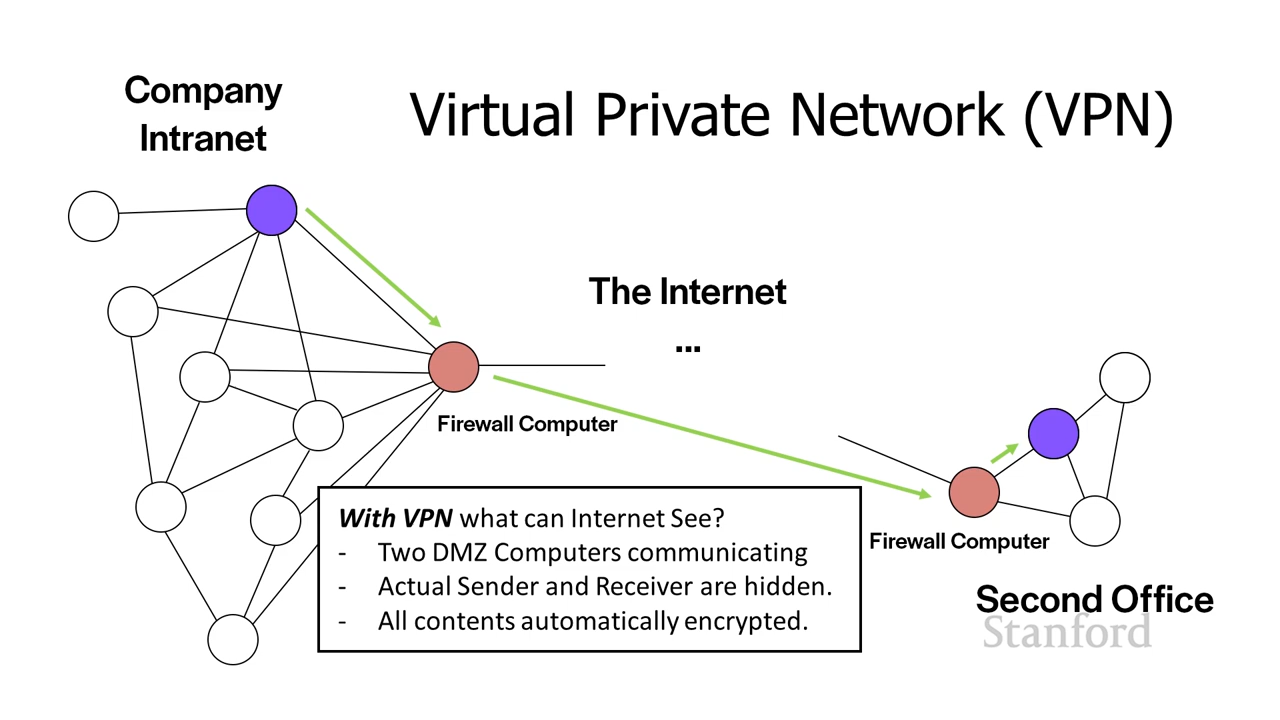 Company
Intranet
Virtual Private Network (VPN)
The Internet
...
Firewall Computer
With VPN what can Internet See?
- Two DMZ Computers communicating
- Actual Sender and Receiver are hidden.
- All contents automatically encrypted.
Firewall Computer
Second Office
Stanford